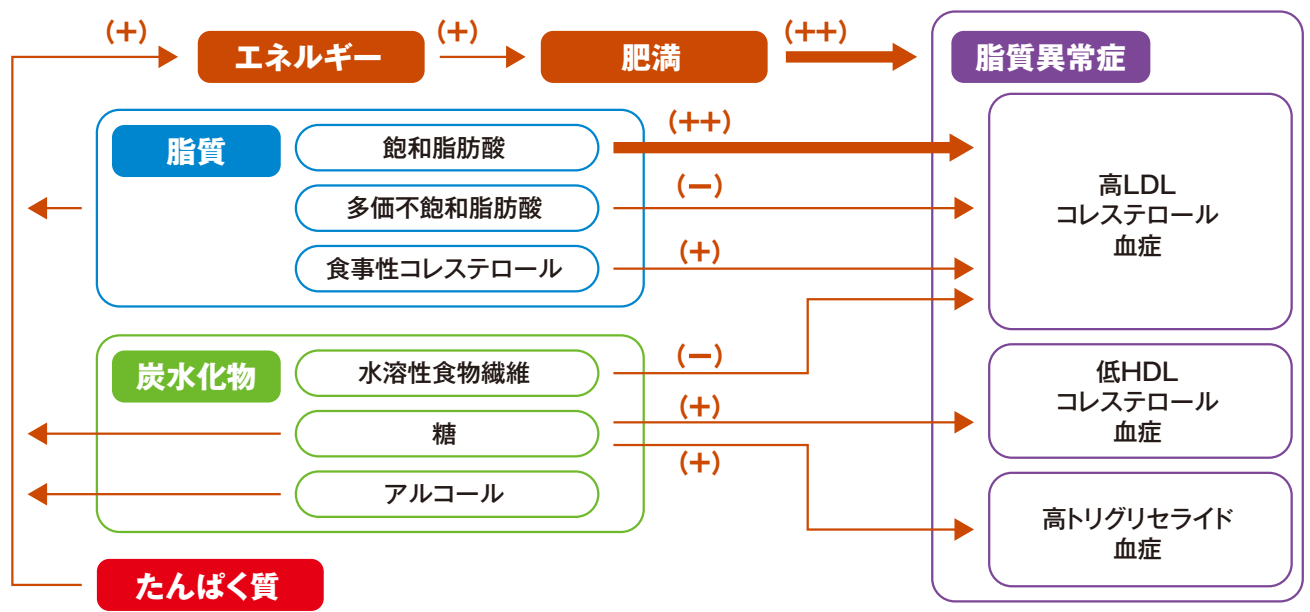 (+)
エネルギー
(+)
肥満
(++)
脂質異常症
脂質
飽和脂肪酸
(++)
多価不飽和脂肪酸
(−)
食事性コレステロール
(+)
高LDL
コレステロール
血症
炭水化物
水溶性食物繊維
(−)
糖
(+)
(+)
アルコール
低HDL
コレステロール
血症
高トリグリセライド
血症
たんぱく質